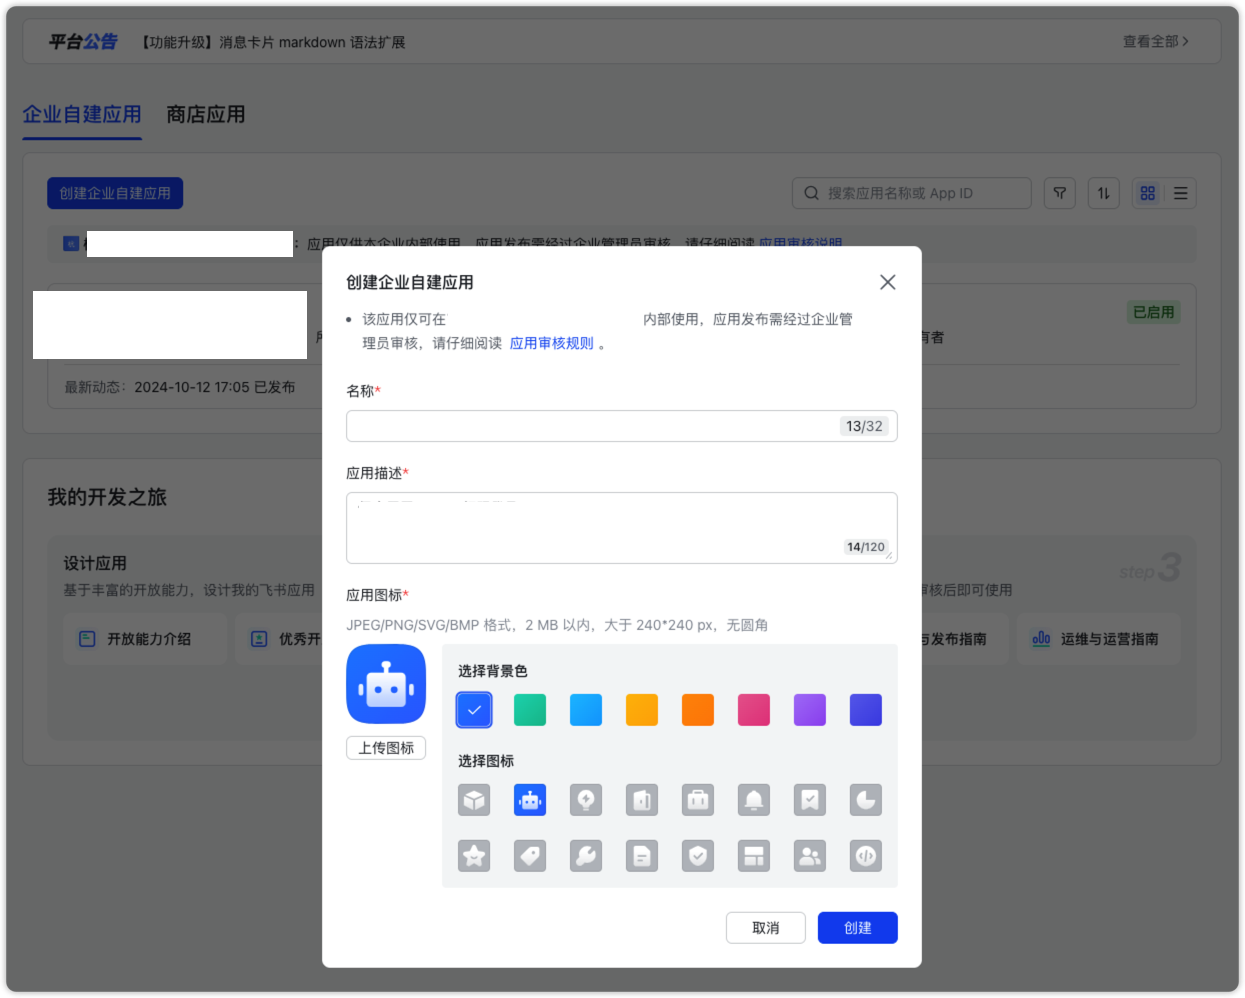 平台公告 【功能升级】消息卡片 markdown 语法扩展 查看全部
企业自建应用 商店应用
创建企业自建应用 搜索应用名称或 App ID
：应用仅供本企业内部使用，应用发布需经过企业管理员审核，请仔细阅读 应用审核说明
已启用
有者
最新动态：2024-10-12 17:05 已发布
我的开发之旅
设计应用
基于丰富的开放能力，设计我的飞书应用
开放能力介绍
优秀开
step 3
审核后即可使用
与发布指南
运维与运营指南
创建企业自建应用
该应用仅可在 内部使用，应用发布需经过企业管
理员审核，请仔细阅读 应用审核规则 。
名称*
13/32
应用描述*
14/120
应用图标*
JPEG/PNG/SVG/BMP 格式，2 MB 以内，大于 240*240 px，无圆角
上传图标
选择背景色
选择图标
取消 创建